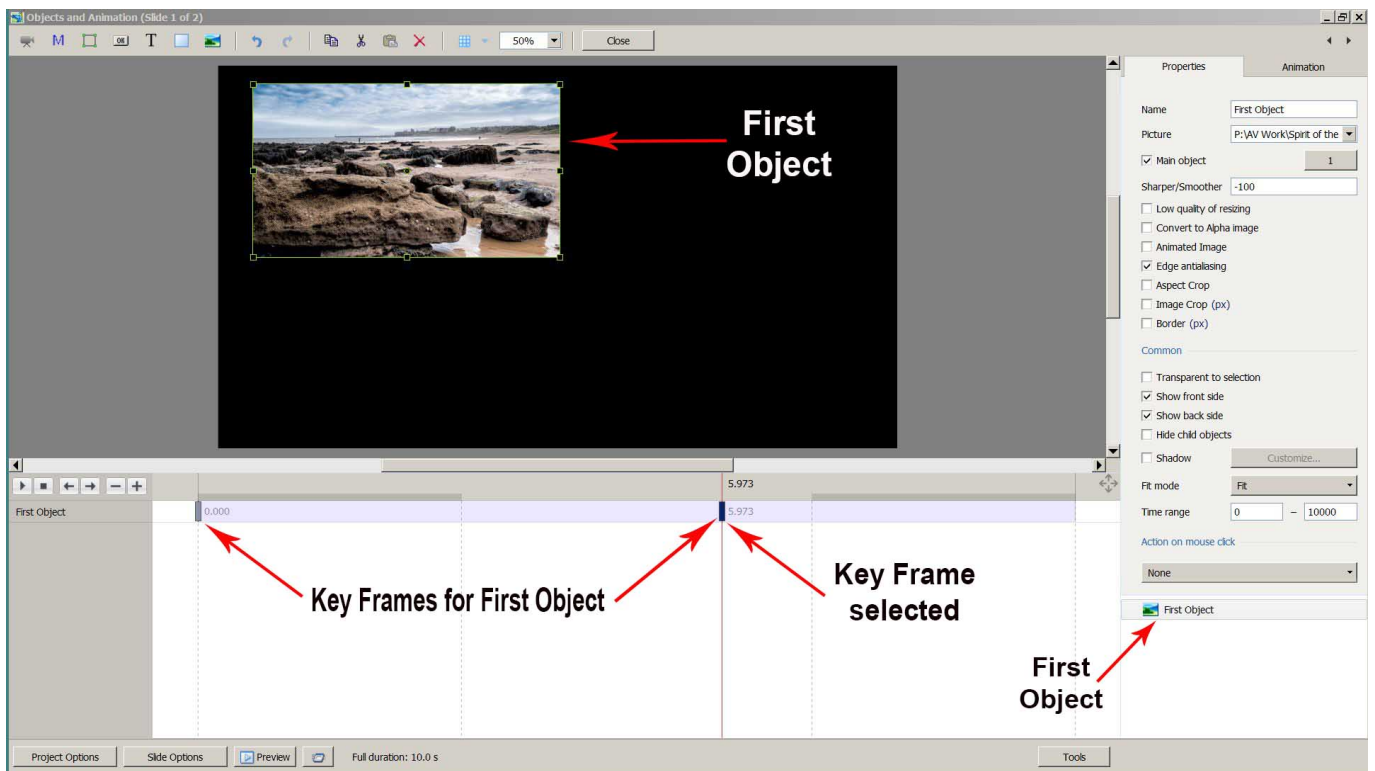 Objects and Animation (Slide 1 of 2)
M OK T 50% Close
Properties Animation
Name First Object
Picture P:\AV Work\Spirit of the
Main object 1
Sharper/Smoother -100
Low quality of resizing
Convert to Alpha image
Animated Image
Edge antialiasing
Aspect Crop
Image Crop (px)
Border (px)
Common
Transparent to selection
Show front side
Show back side
Hide child objects
Shadow Customize...
Fit mode Fit
Time range 0 – 10000
Action on mouse click
None
First Object
First
Object
First
Object
5.973
First Object 0.000 5.973
Key Frames for First Object
Key Frame
selected
Project Options Slide Options Preview Full duration: 10.0 s Tools